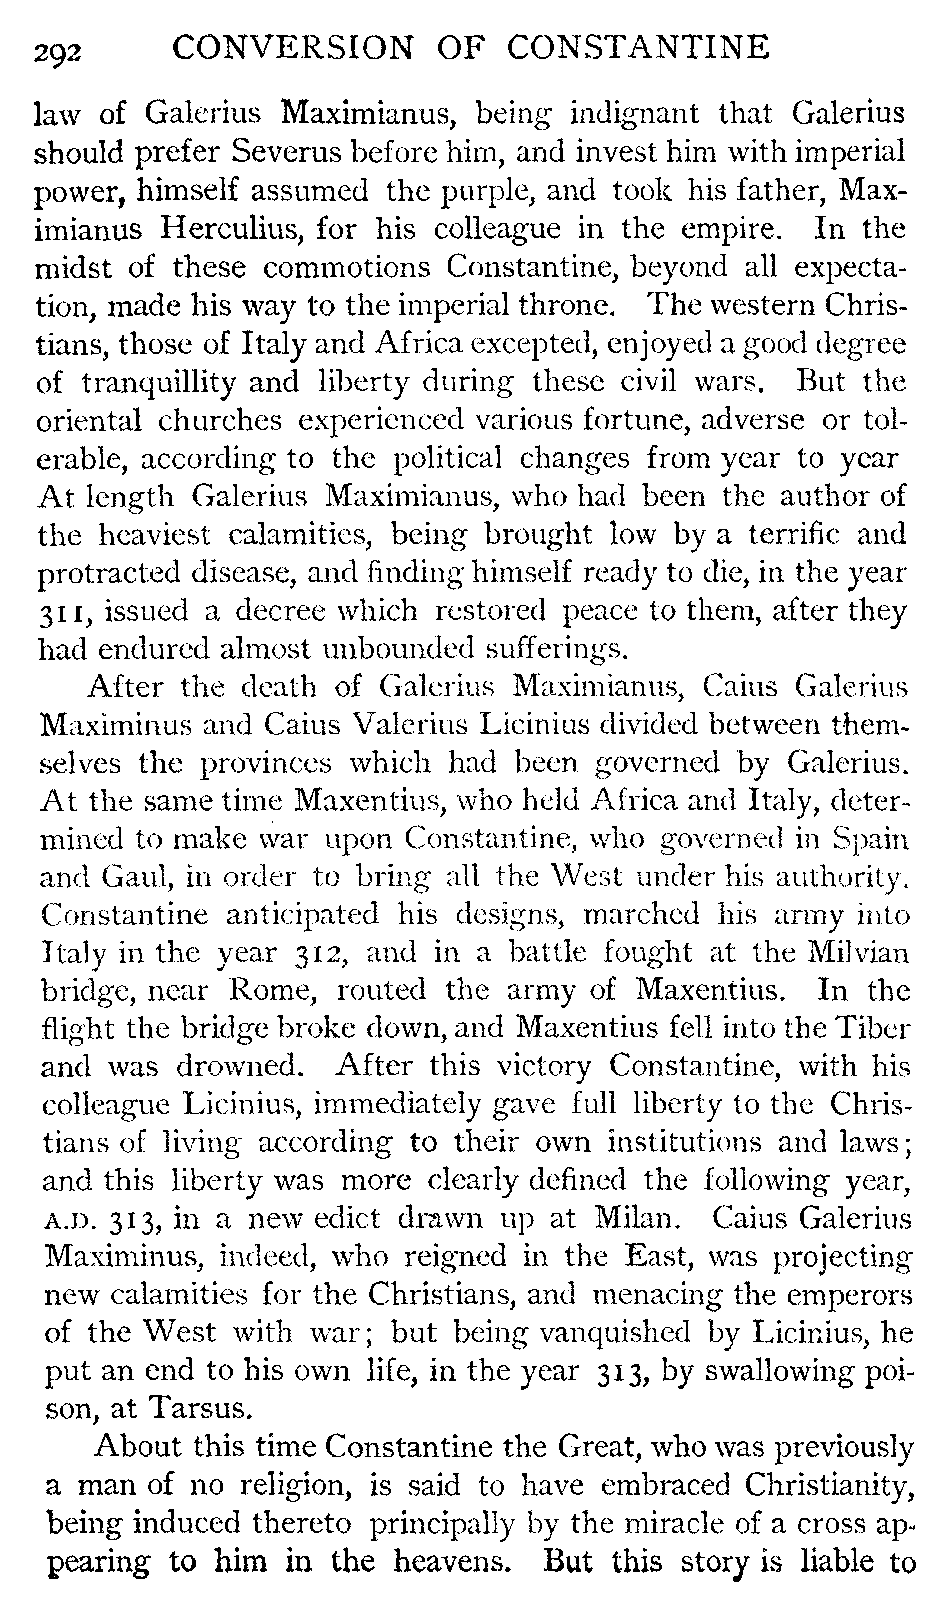 292 CONVERSION OF CONSTANTINE
law of Galerius Maximianus, being indignant that Galerius
should prefer Severus before him, and invest him with imperial
power, himself assumed the purple, and took his father, Max-
imianus Herculius, for his colleague in the empire. In the
midst of these commotions Constantine, beyond all expecta-
tion, made his way to the imperial throne. The western Chris-
tians, those of Italy and Africa excepted, enjoyed a good degree
of tranquillity and liberty during these civil wars. But the
oriental churches experienced various fortune, adverse or tol-
erable, according to the political changes from year to year
At length Galerius Maximianus, who had been the author of
the heaviest calamities, being brought low by a terrific and
protracted disease, and finding himself ready to die, in the year
311, issued a decree which restored peace to them, after they
had endured almost unbounded sufferings.
After the death of Galerius Maximianus, Caius Galerius
Maximinus and Caius Valerius Licinius divided between them-
selves the provinces which had been governed by Galerius.
At the same time Maxentius, who held Africa and Italy, deter-
mined to make war upon Constantine, who governed in Spain
and Gaul, in order to bring all the West under his authority.
Constantine anticipated his designs, marched his army into
Italy in the year 312, and in a battle fought at the Milvian
bridge, near Rome, routed the army of Maxentius. In the
flight the bridge broke down, and Maxentius fell into the Tiber
and was drowned. After this victory Constantine, with his
colleague Licinius, immediately gave full liberty to the Chris-
tians of living according to their own institutions and laws;
and this liberty was more clearly defined the following year,
A.D. 313, in a new edict drawn up at Milan. Caius Galerius
Maximinus, indeed, who reigned in the East, was projecting
new calamities for the Christians, and menacing the emperors
of the West with war; but being vanquished by Licinius, he
put an end to his own life, in the year 313, by swallowing poi-
son, at Tarsus.
About this time Constantine the Great, who was previously
a man of no religion, is said to have embraced Christianity,
being induced thereto principally by the miracle of a cross ap-
pearing to him in the heavens. But this story is liable to